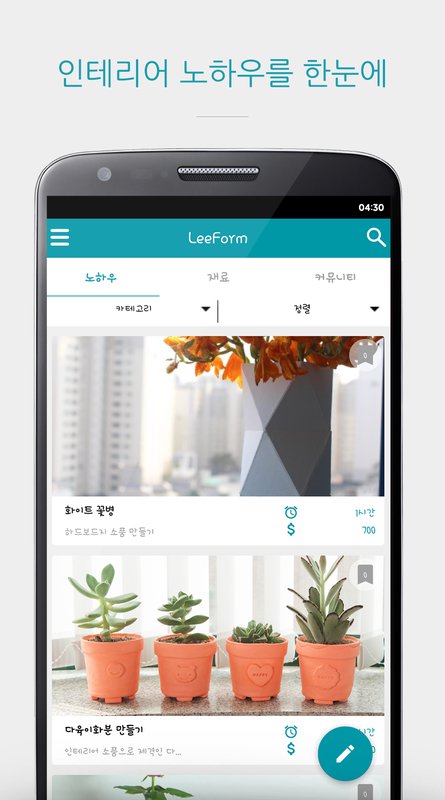 인테리어 노하우를 한눈에
04:30
LeeForm
노하우 재료 커뮤니티
카테고리 정렬
0
화이트 꽃병 1시간
하드보드지 소품 만들기 700
0
다육이화분 만들기
인테리어 소품으로 제격인 다...
0